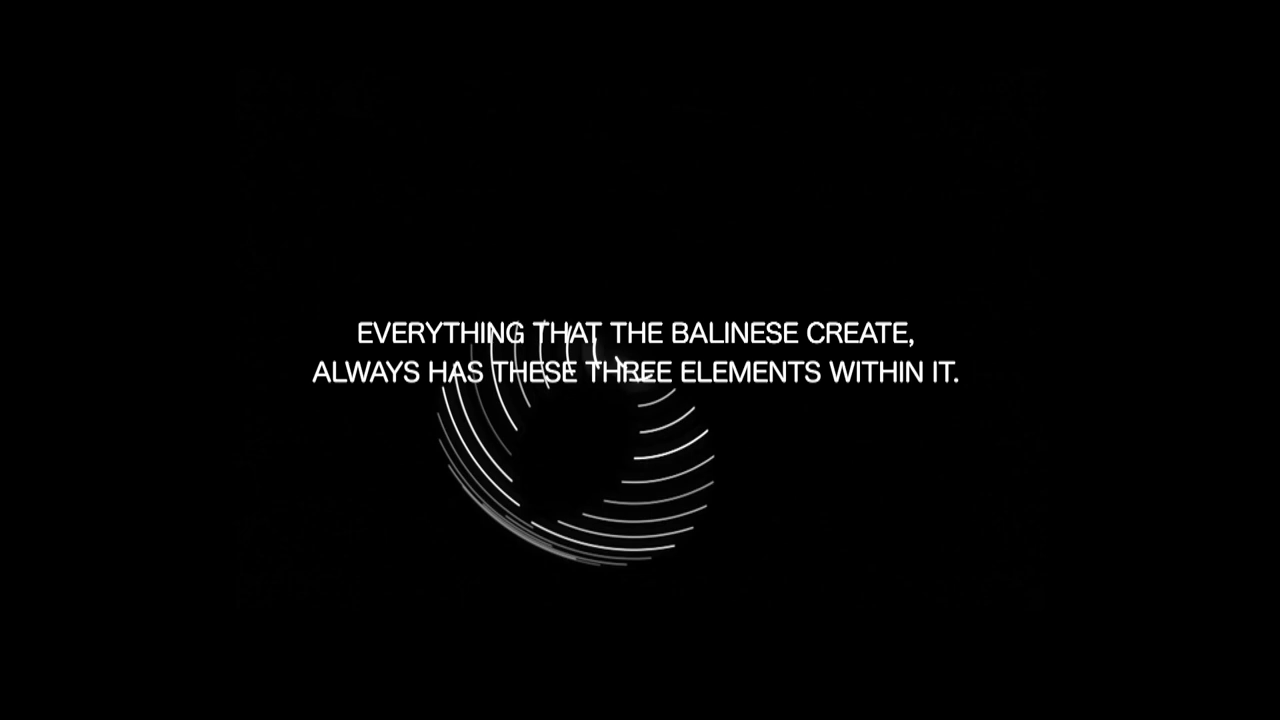 EVERYTHING THAT THE BALINESE CREATE,
ALWAYS HAS THESE THREE ELEMENTS WITHIN IT.